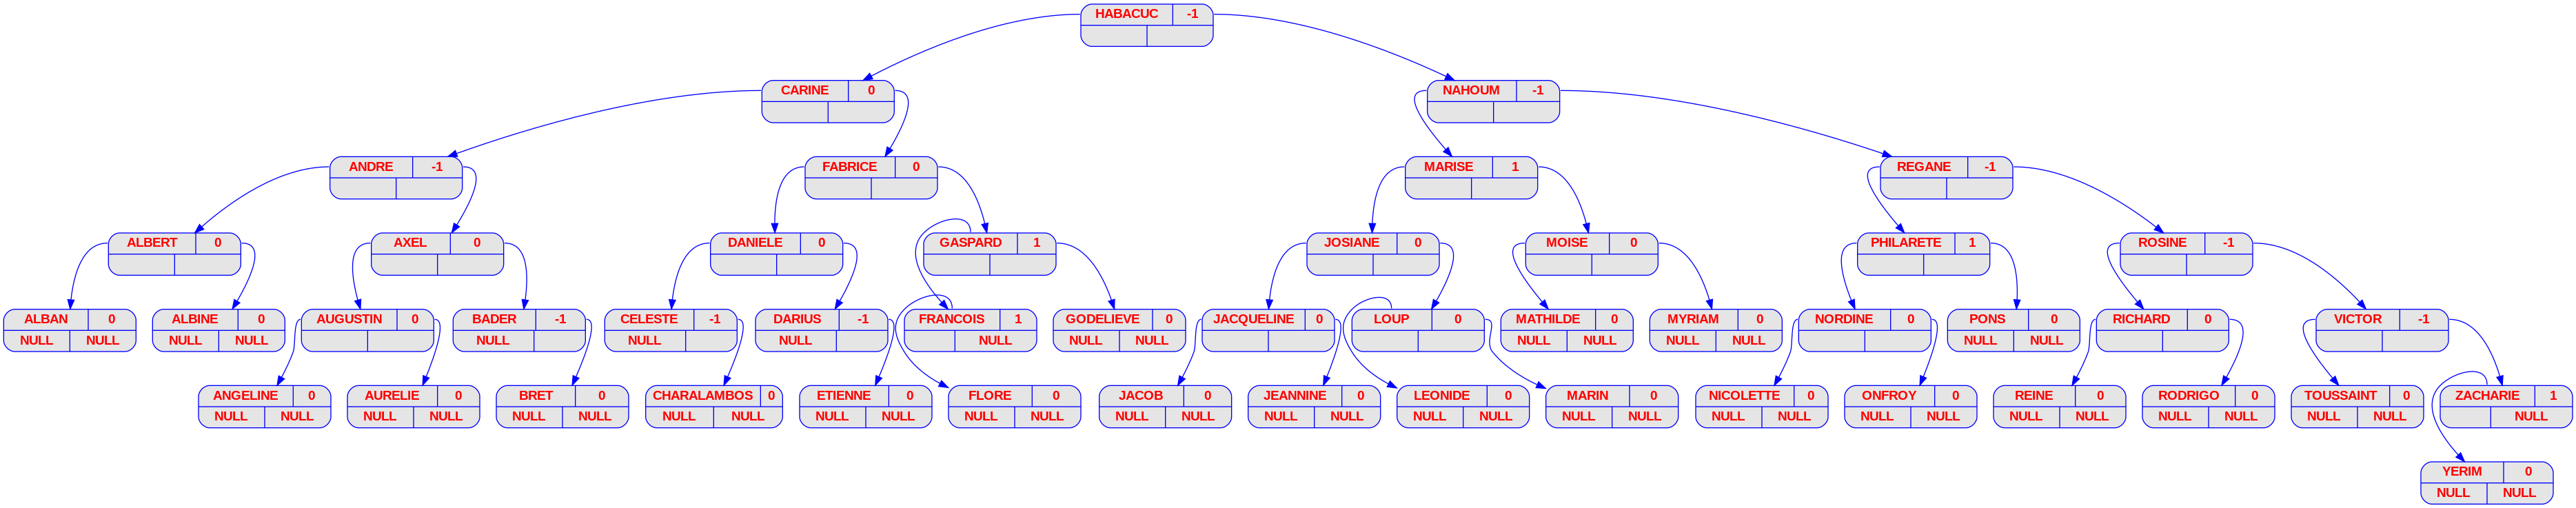 HABACUC -1
CARINE 0 NAHOUM -1
ANDRE -1 FABRICE 0 MARISE 1 REGANE -1
ALBERT 0 AXEL 0 DANIELE 0 GASPARD 1 JOSIANE 0 MOISE 0 PHILARETE 1 ROSINE -1
ALBAN 0 ALBINE 0 AUGUSTIN 0 BADER -1 CELESTE -1 DARIUS -1 FRANCOIS 1 GODELIEVE 0 JACQUELINE 0 LOUP 0 MATHILDE 0 MYRIAM 0 NORDINE 0 PONS 0 RICHARD 0 VICTOR -1
NULL NULL NULL NULL NULL NULL NULL NULL NULL NULL NULL NULL NULL NULL NULL NULL
ANGELINE 0 AURELIE 0 BRET 0 CHARALAMBOS 0 ETIENNE 0 FLORE 0 JACOB 0 JEANNINE 0 LEONIDE 0 MARIN 0 NICOLETTE 0 ONFROY 0 REINE 0 RODRIGO 0 TOUSSAINT 0 ZACHARIE 1
NULL NULL NULL NULL NULL NULL NULL NULL NULL NULL NULL NULL NULL NULL NULL NULL NULL NULL NULL NULL NULL NULL NULL NULL NULL NULL NULL NULL NULL NULL NULL
YERIM 0
NULL NULL